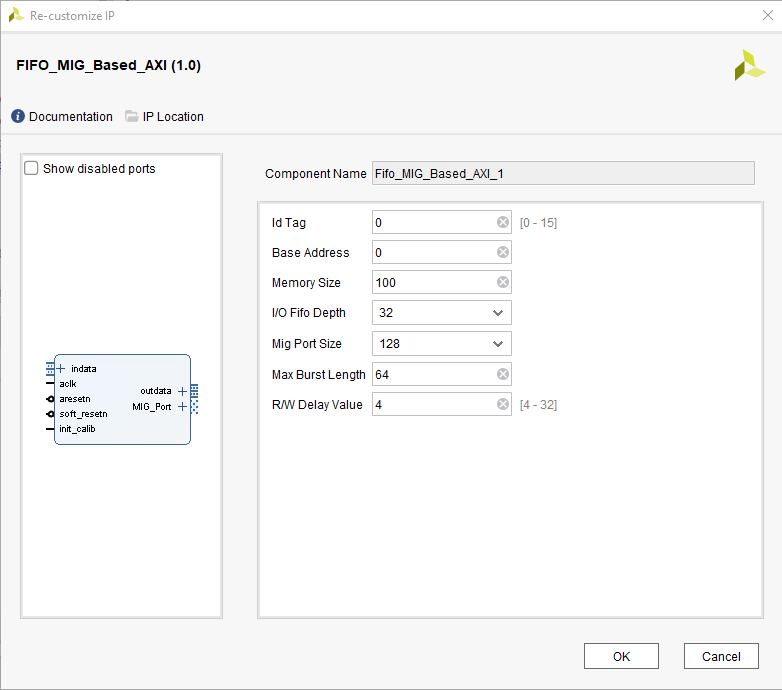 Re-customize IP
FIFO_MIG_Based_AXI (1.0)
Documentation IP Location
Show disabled ports
indata
aclk
aresetn
soft_resetn
init_calib
outdata
MIG_Port
Component Name Fifo_MIG_Based_AXI_1
Id Tag 0 [0 - 15]
Base Address 0
Memory Size 100
I/O Fifo Depth 32
Mig Port Size 128
Max Burst Length 64
R/W Delay Value 4 [4 - 32]
OK Cancel